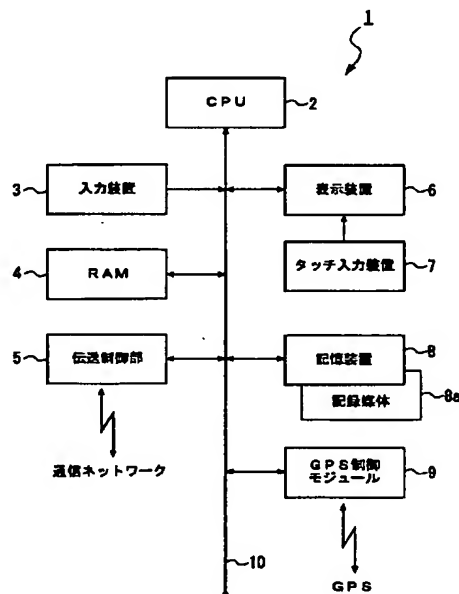 1
CPU
2
3
入力装置
表示装置
6
4
RAM
タッチ入力装置
7
5
伝送制御部
記憶装置
8
記録媒体
8a
通信ネットワーク
GPS制御
モジュール
9
10
GPS